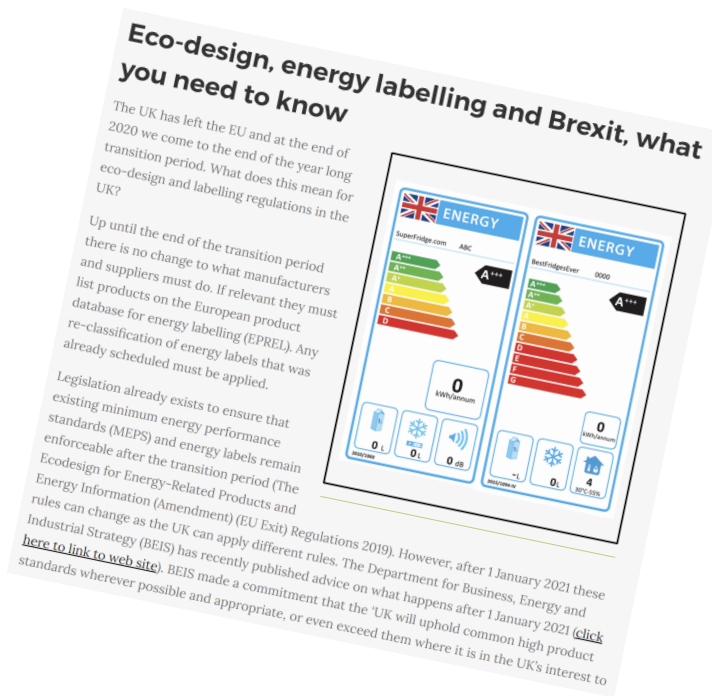 Eco-design, energy labelling and Brexit, what
you need to know
The UK has left the EU and at the end of
2020 we come to the end of the year long
transition period. What does this mean for
eco-design and labelling regulations in the
UK?
Up until the end of the transition period
there is no change to what manufacturers
and suppliers must do. If relevant they must
list products on the European product
database for energy labelling (EPREL). Any
re-classification of energy labels that was
already scheduled must be applied.
Legislation already exists to ensure that
existing minimum energy performance
standards (MEPS) and energy labels remain
enforceable after the transition period (The
Ecodesign for Energy-Related Products and
Energy Information (Amendment) (EU Exit) Regulations 2019). However, after 1 January 2021 these
rules can change as the UK can apply different rules. The Department for Business, Energy and
Industrial Strategy (BEIS) has recently published advice on what happens after 1 January 2021 (click
here to link to web site). BEIS made a commitment that the ‘UK will uphold common high product
standards wherever possible and appropriate, or even exceed them where it is in the UK’s interest to
ENERGY
SuperFridge.com ABC
A+++
A++
A+
A
B
C
D
A+++
0
kWh/annum
0 L
0 L
0 dB
2010/1060
ENERGY
BestFridgesEver 0000
A+++
A++
A+
A
B
C
D
E
F
G
A+++
0
kWh/annum
-L
0L
4
30°C-55%